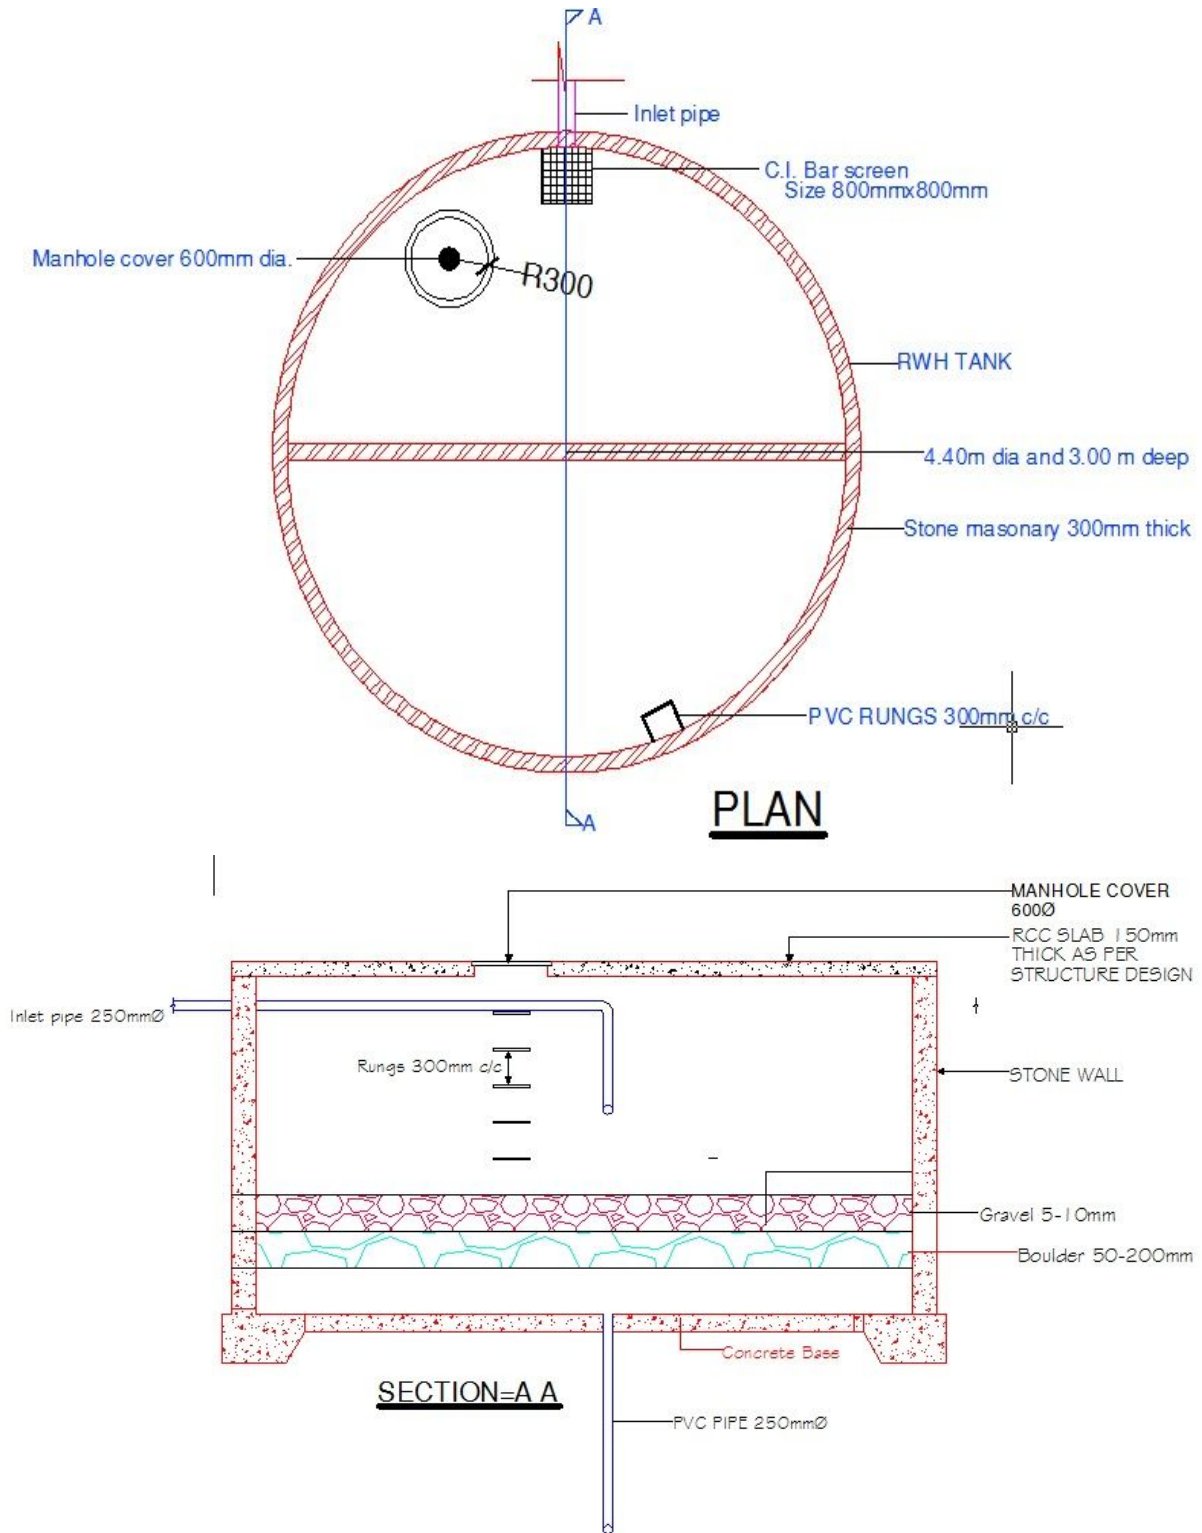 A
Inlet pipe
C.I. Bar screen
Size 800mmx800mm
Manhole cover 600mm dia.
R300
RWH TANK
4.40m dia and 3.00 m deep
Stone masonary 300mm thick
PVC RUNGS 300mm c/c
A
PLAN
MANHOLE COVER
600Ø
RCC SLAB 150mm
THICK AS PER
STRUCTURE DESIGN
Inlet pipe 250mmØ
Rungs 300mm c/c
STONE WALL
Gravel 5-10mm
Boulder 50-200mm
Concrete Base
SECTION=A A
PVC PIPE 250mmØ